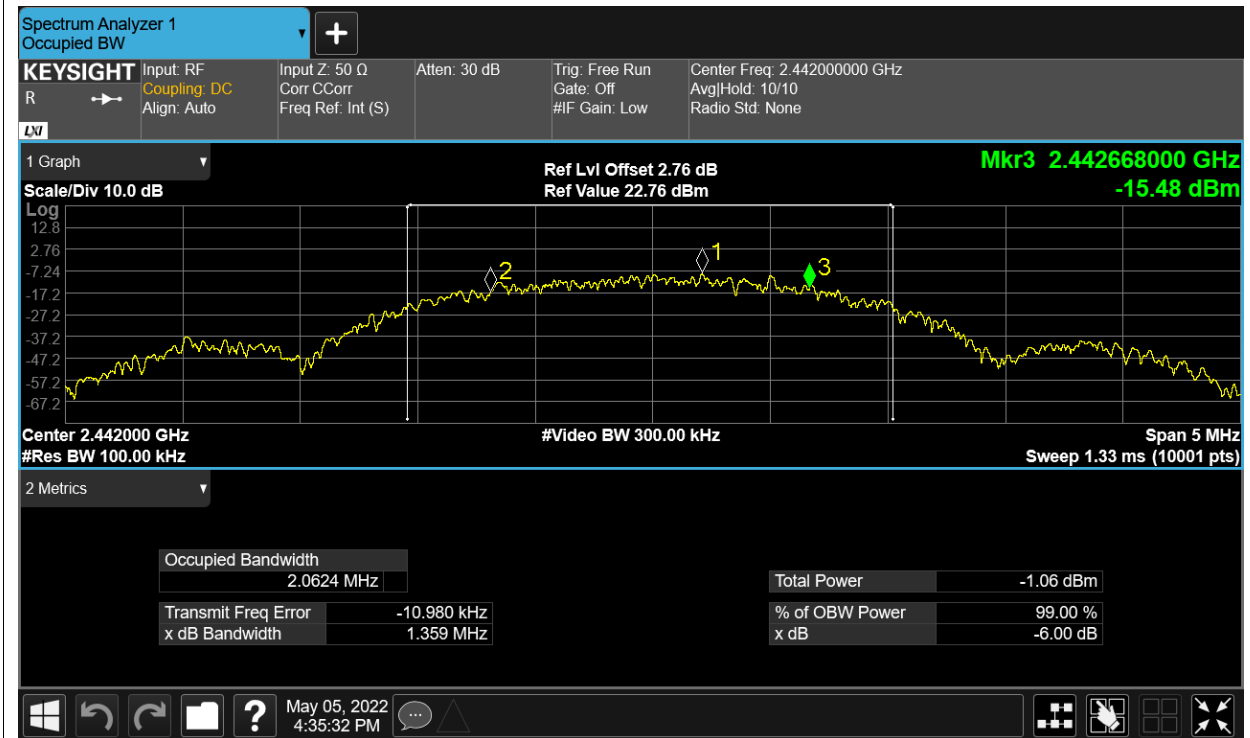 Spectrum Analyzer 1
Occupied BW
KEYSIGHT
R
LXI
Input: RF
Coupling: DC
Align: Auto
Input Z: 50 Ω
Corr CCorr
Freq Ref: Int (S)
Atten: 30 dB
Trig: Free Run
Gate: Off
#IF Gain: Low
Center Freq: 2.442000000 GHz
Avg|Hold: 10/10
Radio Std: None
1 Graph
Scale/Div 10.0 dB
Ref Lvl Offset 2.76 dB
Ref Value 22.76 dBm
Mkr3 2.442668000 GHz
-15.48 dBm
Log
12.8
2.76
-7.24
-17.2
-27.2
-37.2
-47.2
-57.2
-67.2
2
1
3
Center 2.442000 GHz
#Res BW 100.00 kHz
#Video BW 300.00 kHz
Span 5 MHz
Sweep 1.33 ms (10001 pts)
2 Metrics
Occupied Bandwidth
2.0624 MHz
Transmit Freq Error -10.980 kHz
x dB Bandwidth 1.359 MHz
Total Power -1.06 dBm
% of OBW Power 99.00 %
x dB -6.00 dB
?
May 05, 2022
4:35:32 PM